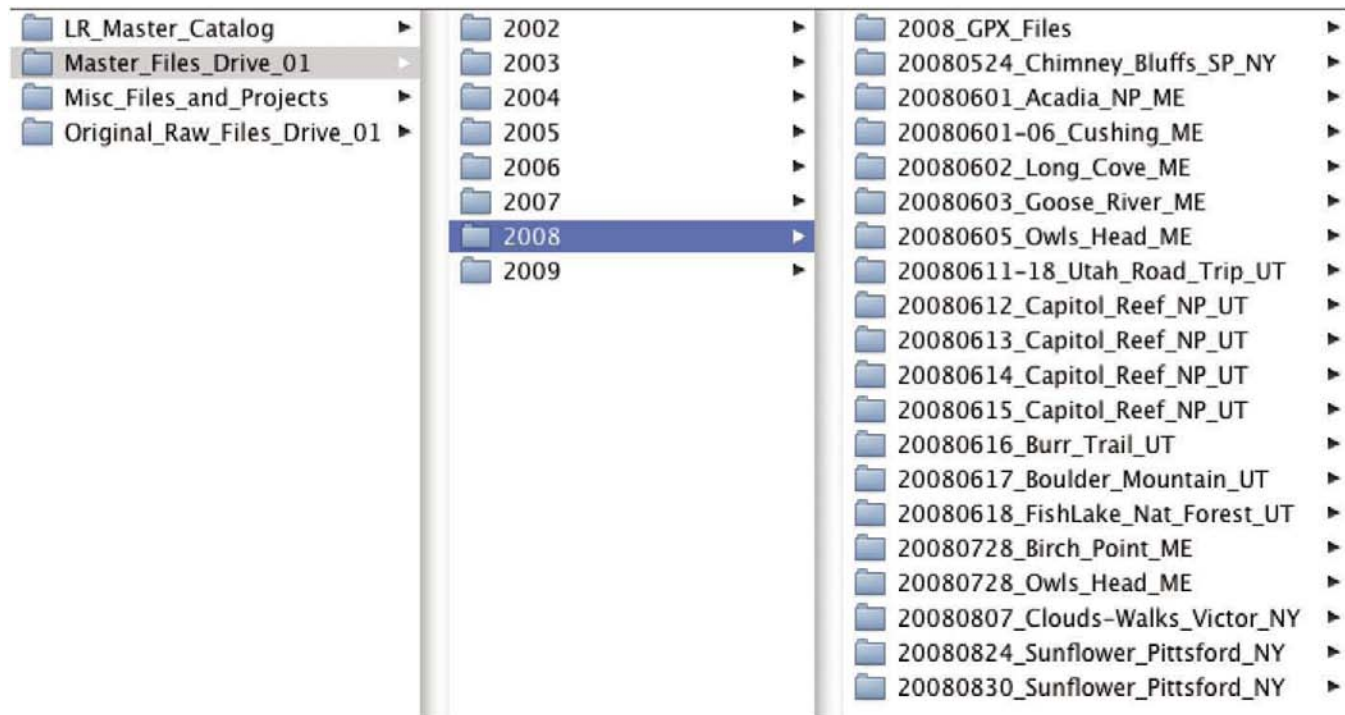 LR_Master_Catalog
Master_Files_Drive_01
Misc_Files_and_Projects
Original_Raw_Files_Drive_01
2002
2003
2004
2005
2006
2007
2008
2009
2008_GPX_Files
20080524_Chimney_Bluffs_SP_NY
20080601_Acadia_NP_ME
20080601-06_Cushing_ME
20080602_Long_Cove_ME
20080603_Goose_River_ME
20080605_Owls_Head_ME
20080611-18_Utah_Road_Trip_UT
20080612_Capitol_Reef_NP_UT
20080613_Capitol_Reef_NP_UT
20080614_Capitol_Reef_NP_UT
20080615_Capitol_Reef_NP_UT
20080616_Burr_Trail_UT
20080617_Boulder_Mountain_UT
20080618_FishLake_Nat_Forest_UT
20080728_Birch_Point_ME
20080728_Owls_Head_ME
20080807_Clouds-Walks_Victor_NY
20080824_Sunflower_Pittsford_NY
20080830_Sunflower_Pittsford_NY